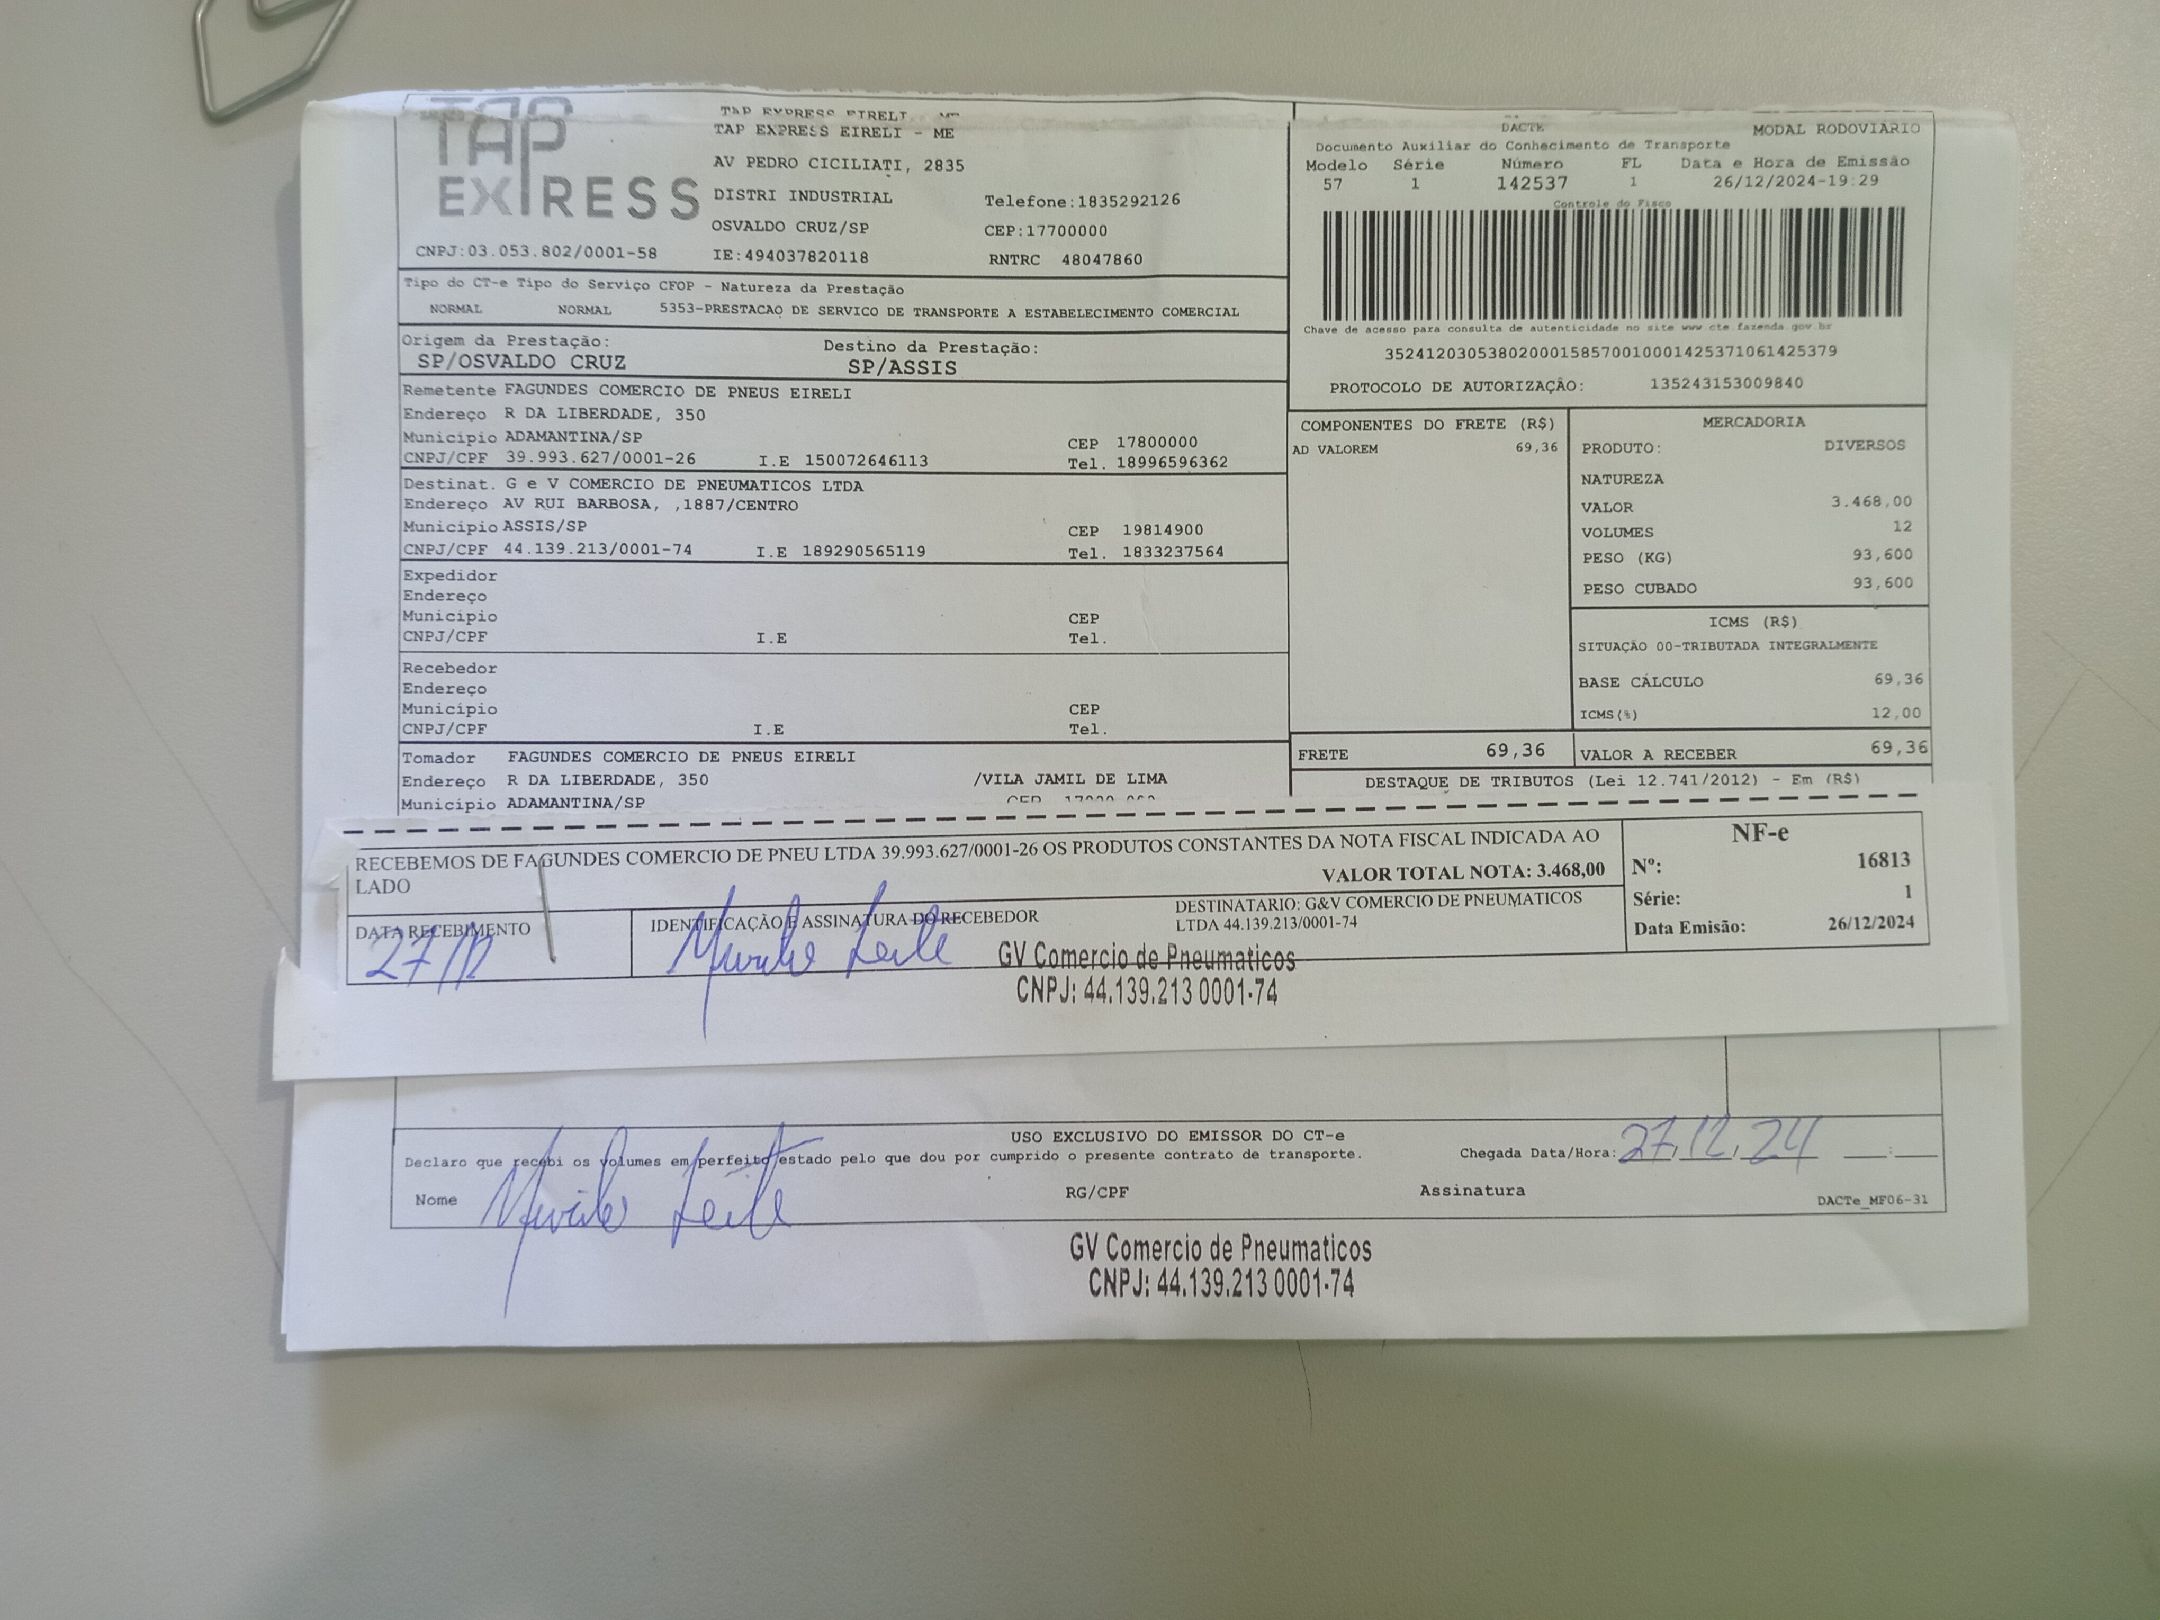 TAP EXPRESS
TAP EXPRESS EIRELI - ME
TAP EXPRESS EIRELI - ME
AV PEDRO CICILIATI, 2835
DISTRI INDUSTRIAL Telefone:1835292126
OSVALDO CRUZ/SP CEP:17700000
CNPJ:03.053.802/0001-58 IE:494037820118 RNTRC 48047860
DACTE MODAL RODOVIÁRIO
Documento Auxiliar do Conhecimento de Transporte
Modelo Série Número FL Data e Hora de Emissão
57 1 142537 1 26/12/2024-19:29
Controle do Fisco
Chave de acesso para consulta de autenticidade no site www.cte.fazenda.gov.br
35241203053802000158570010001425371061425379
PROTOCOLO DE AUTORIZAÇÃO: 135243153009840
Tipo do CT-e Tipo do Serviço CFOP - Natureza da Prestação
NORMAL NORMAL 5353-PRESTACAO DE SERVICO DE TRANSPORTE A ESTABELECIMENTO COMERCIAL
Origem da Prestação: Destino da Prestação:
SP/OSVALDO CRUZ SP/ASSIS
Remetente FAGUNDES COMERCIO DE PNEUS EIRELI
Endereço R DA LIBERDADE, 350
Município ADAMANTINA/SP CEP 17800000
CNPJ/CPF 39.993.627/0001-26 I.E 150072646113 Tel. 18996596362
Destinat. G e V COMERCIO DE PNEUMATICOS LTDA
Endereço AV RUI BARBOSA, ,1887/CENTRO
Município ASSIS/SP CEP 19814900
CNPJ/CPF 44.139.213/0001-74 I.E 189290565119 Tel. 1833237564
Expedidor
Endereço
Município CEP
CNPJ/CPF I.E Tel.
Recebedor
Endereço
Município CEP
CNPJ/CPF I.E Tel.
Tomador FAGUNDES COMERCIO DE PNEUS EIRELI
Endereço R DA LIBERDADE, 350 /VILA JAMIL DE LIMA
Município ADAMANTINA/SP CEP
COMPONENTES DO FRETE (R$)
AD VALOREM 69,36
FRETE 69,36
MERCADORIA
PRODUTO: DIVERSOS
NATUREZA
VALOR 3.468,00
VOLUMES 12
PESO (KG) 93,600
PESO CUBADO 93,600
ICMS (R$)
SITUAÇÃO 00-TRIBUTADA INTEGRALMENTE
BASE CÁLCULO 69,36
ICMS(%) 12,00
VALOR A RECEBER 69,36
DESTAQUE DE TRIBUTOS (Lei 12.741/2012) - Em (R$)
RECEBEMOS DE FAGUNDES COMERCIO DE PNEU LTDA 39.993.627/0001-26 OS PRODUTOS CONSTANTES DA NOTA FISCAL INDICADA AO
LADO
VALOR TOTAL NOTA: 3.468,00
DATA RECEBIMENTO
27/12
IDENTIFICAÇÃO E ASSINATURA DO RECEBEDOR
Murilo Leite
DESTINATARIO: G&V COMERCIO DE PNEUMATICOS
LTDA 44.139.213/0001-74
NF-e
Nº: 16813
Série: 1
Data Emisão: 26/12/2024
GV Comercio de Pneumaticos
CNPJ: 44.139.213 0001-74
USO EXCLUSIVO DO EMISSOR DO CT-e
Declaro que recebi os volumes em perfeito estado pelo que dou por cumprido o presente contrato de transporte. Chegada Data/Hora: 27.12.24 :
Nome Murilo Leite RG/CPF Assinatura DACTe_MF06-31
GV Comercio de Pneumaticos
CNPJ: 44.139.213 0001-74